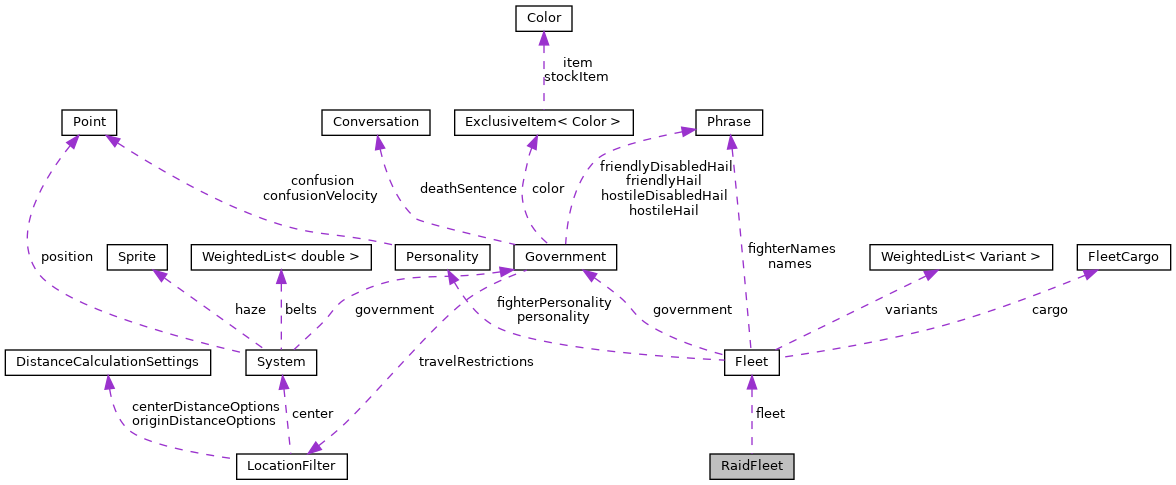 Color
item
stockItem
Point
Conversation
ExclusiveItem< Color >
Phrase
confusion
confusionVelocity
deathSentence
color
friendlyDisabledHail
friendlyHail
hostileDisabledHail
hostileHail
position
Sprite
WeightedList< double >
Personality
Government
fighterNames
names
WeightedList< Variant >
FleetCargo
haze
belts
government
fighterPersonality
personality
government
variants
cargo
DistanceCalculationSettings
System
travelRestrictions
Fleet
centerDistanceOptions
originDistanceOptions
center
fleet
LocationFilter
RaidFleet